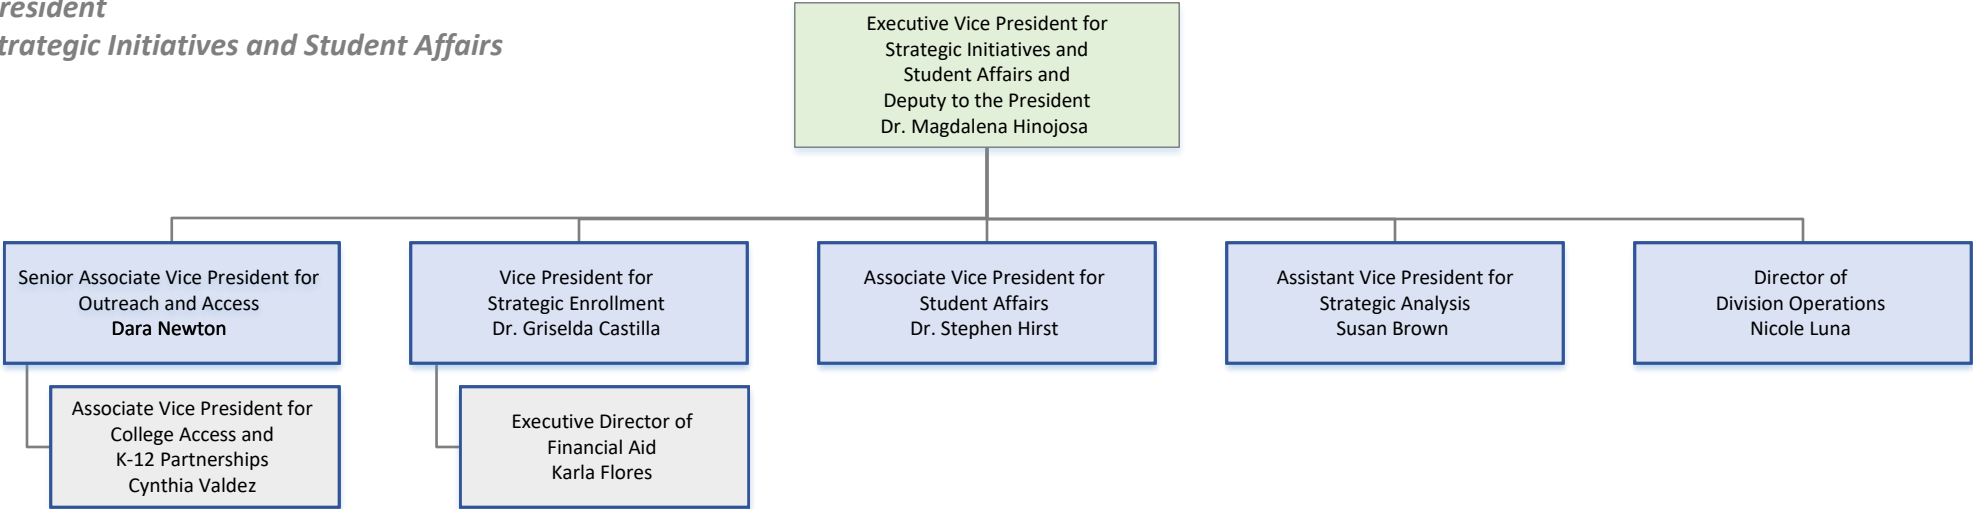 resident
trategic Initiatives and Student Affairs
Executive Vice President for
Strategic Initiatives and
Student Affairs and
Deputy to the President
Dr. Magdalena Hinojosa
Senior Associate Vice President for
Outreach and Access
Dara Newton
Vice President for
Strategic Enrollment
Dr. Griselda Castilla
Associate Vice President for
Student Affairs
Dr. Stephen Hirst
Assistant Vice President for
Strategic Analysis
Susan Brown
Director of
Division Operations
Nicole Luna
Associate Vice President for
College Access and
K-12 Partnerships
Cynthia Valdez
Executive Director of
Financial Aid
Karla Flores